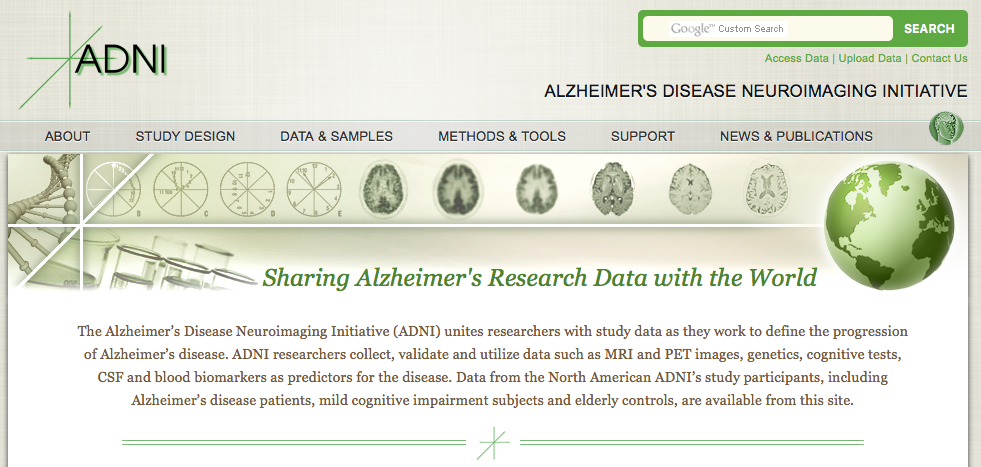 ADNI
Google™ Custom Search
SEARCH
Access Data | Upload Data | Contact Us
ALZHEIMER'S DISEASE NEUROIMAGING INITIATIVE
ABOUT STUDY DESIGN DATA & SAMPLES METHODS & TOOLS SUPPORT NEWS & PUBLICATIONS
B C D E
Sharing Alzheimer's Research Data with the World
The Alzheimer's Disease Neuroimaging Initiative (ADNI) unites researchers with study data as they work to define the progression
of Alzheimer's disease. ADNI researchers collect, validate and utilize data such as MRI and PET images, genetics, cognitive tests,
CSF and blood biomarkers as predictors for the disease. Data from the North American ADNI's study participants, including
Alzheimer's disease patients, mild cognitive impairment subjects and elderly controls, are available from this site.